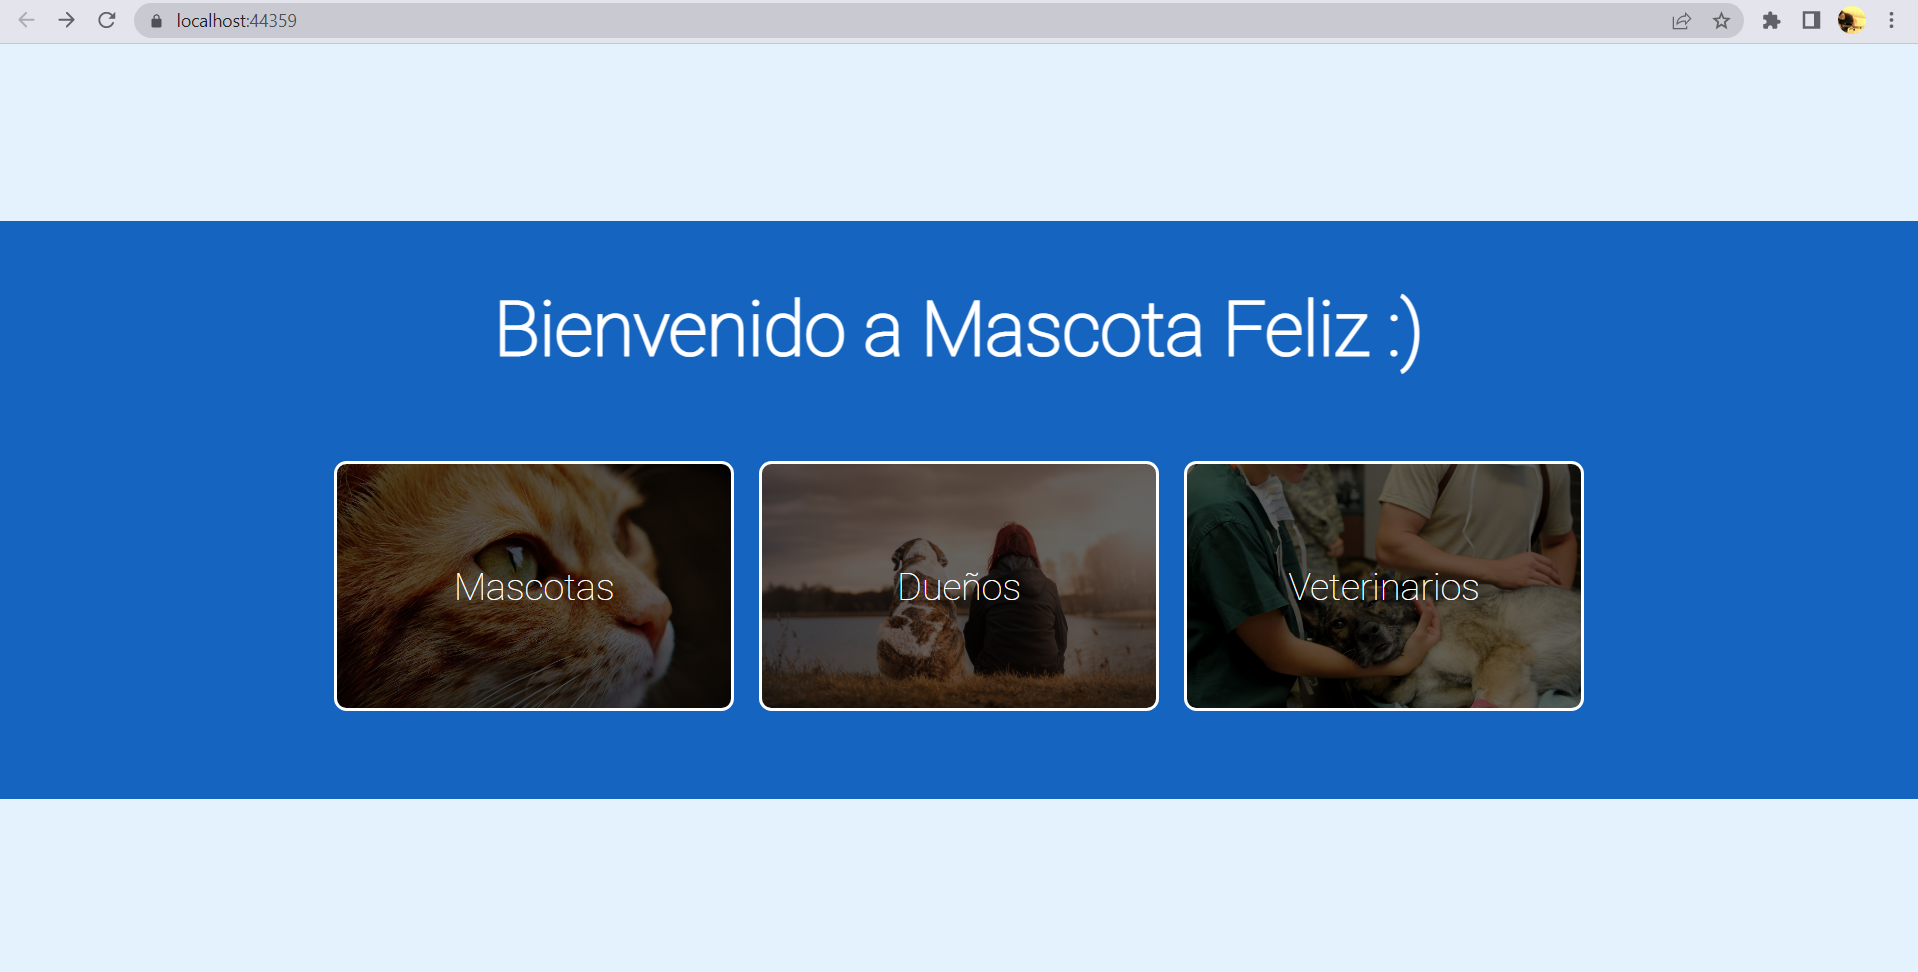 localhost:44359
Bienvenido a Mascota Feliz :)
Mascotas
Dueños
Veterinarios